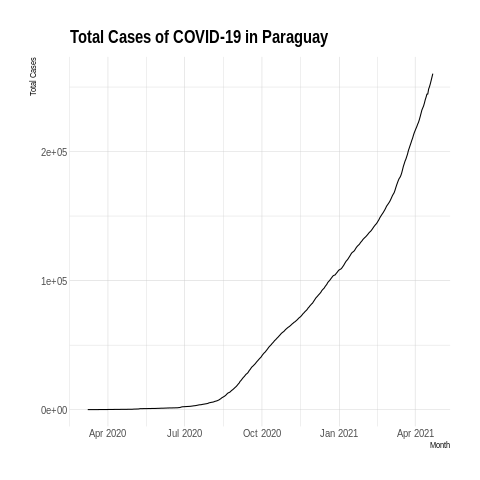 Total Cases of COVID-19 in Paraguay
Total Cases
2e+05
1e+05
0e+00
Apr 2020 Jul 2020 Oct 2020 Jan 2021 Apr 2021
Month